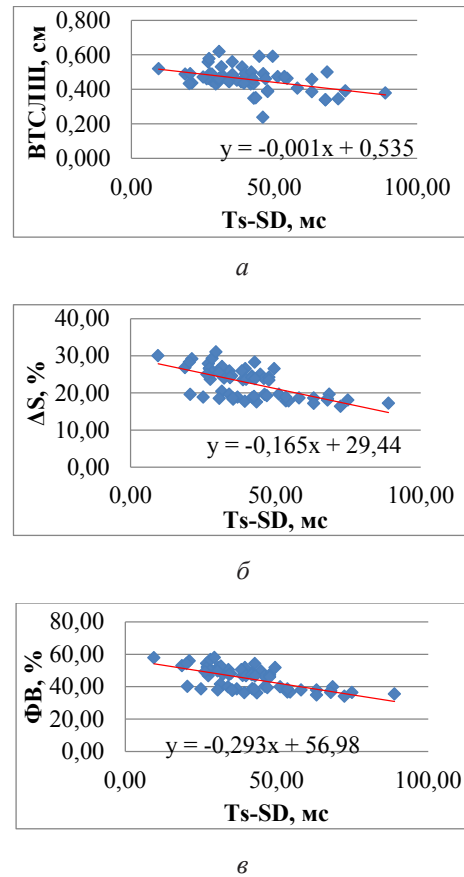 ВТСЛПШ, см
0,800
0,600
0,400
0,200
0,000
y = -0,001x + 0,535
0,00 50,00 100,00
Ts-SD, мс
а
ΔS, %
40,00
30,00
20,00
10,00
0,00
y = -0,165x + 29,44
0,00 50,00 100,00
Ts-SD, мс
б
ФВ, %
80,00
60,00
40,00
20,00
0,00
y = -0,293x + 56,98
0,00 50,00 100,00
Ts-SD, мс
в